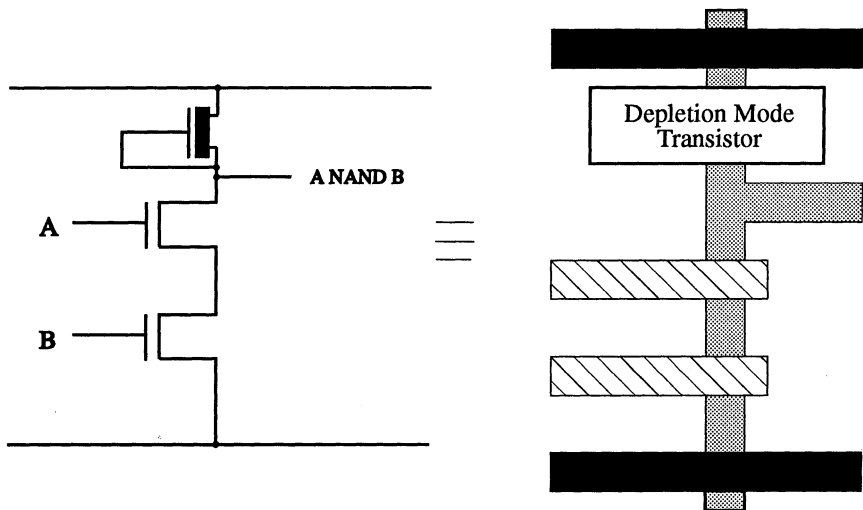 Depletion Mode
Transistor
A NAND B
A
B